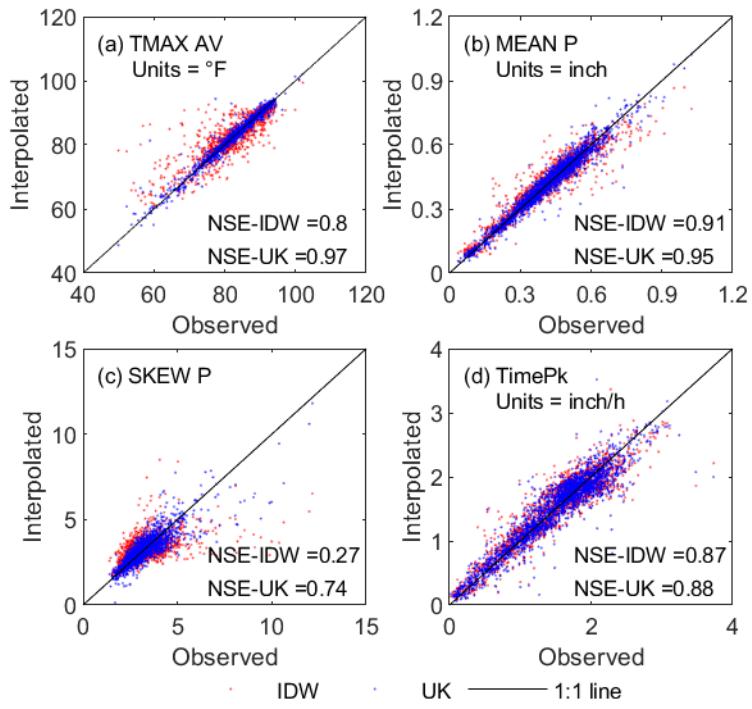 (a) TMAX AV
Units = °F
NSE-IDW =0.8
NSE-UK =0.97
120
100
80
60
40
40 60 80 100 120
Interpolated
Observed
(b) MEAN P
Units = inch
NSE-IDW =0.91
NSE-UK =0.95
1.2
0.9
0.6
0.3
0
0 0.3 0.6 0.9 1.2
Interpolated
Observed
(c) SKEW P
NSE-IDW =0.27
NSE-UK =0.74
15
10
5
0
0 5 10 15
Interpolated
Observed
(d) TimePk
Units = inch/h
NSE-IDW =0.87
NSE-UK =0.88
4
3
2
1
0
0 2 4
Interpolated
Observed
IDW UK 1:1 line